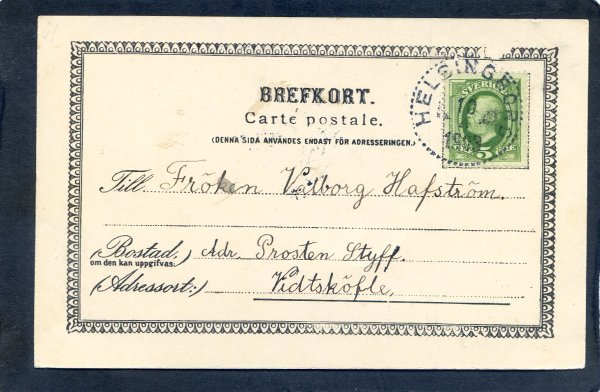 61
BREFKORT.
Carte postale.
(DENNA SIDA ANVÄNDES ENDAST FÖR ADRESSERINGEN.)
HELSINGBORG
SVERIGE
5
Till Fröken Valborg Hafström.
(Bostad,) Adr. Prosten Styff.
om den kan uppgifvas:
(Adressort:) Vidtsköfle.